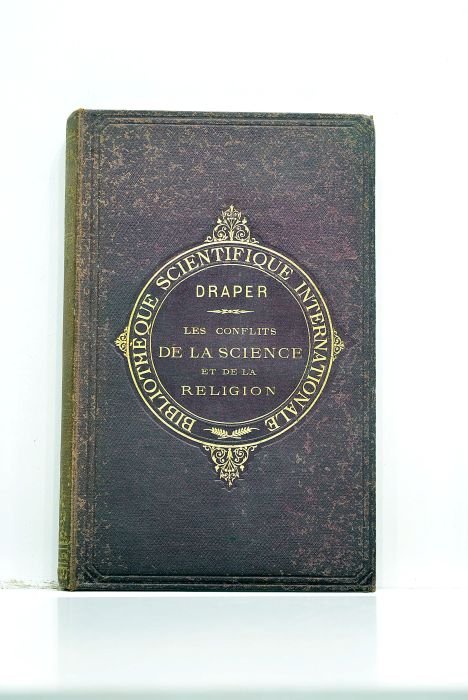 BIBLIOTHÈQUE SCIENTIFIQUE INTERNATIONALE
DRAPER
LES CONFLITS
DE LA SCIENCE
ET DE LA
RELIGION